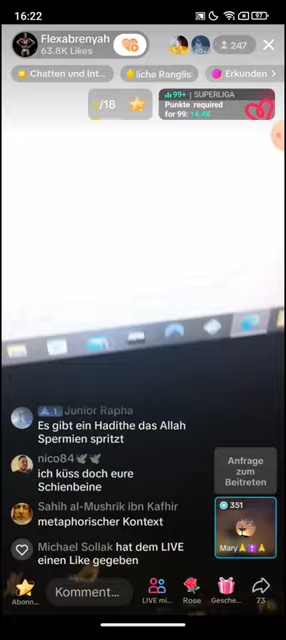 16:22
97
Flexabrenyah
63.8K Likes
60+
247
Chatten und Int...
liche Ranglis
Erkunden
/18
99+ | SUPERLIGA
Punkte required
for 99: 14.4K
1 Junior Rapha
Es gibt ein Hadithe das Allah
Spermien spritzt
nico84
ich küss doch eure
Schienbeine
Sahih al-Mushrik ibn Kafhir
metaphorischer Kontext
Michael Sollak hat dem LIVE
einen Like gegeben
Anfrage
zum
Beitreten
351
Mary
Abonn...
Komment...
LIVE mi...
Rose
Gesche...
73